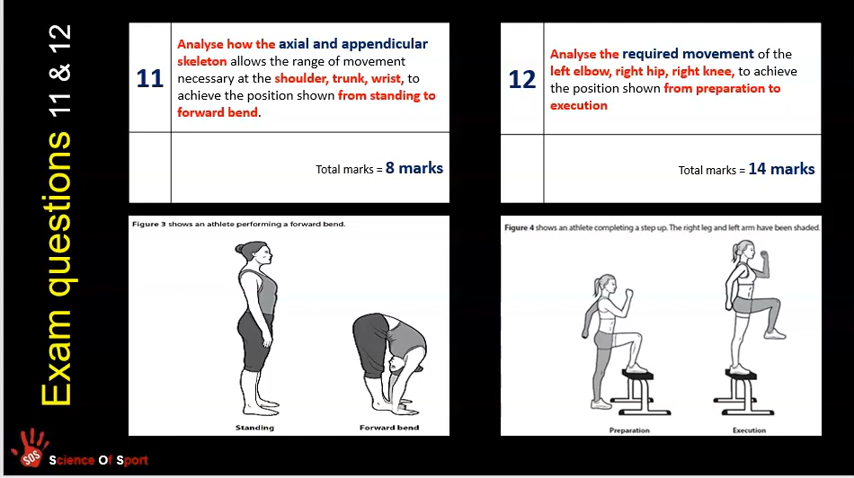 Exam questions 11 & 12
11
Analyse how the axial and appendicular
skeleton allows the range of movement
necessary at the shoulder, trunk, wrist, to
achieve the position shown from standing to
forward bend.
Total marks = 8 marks
12
Analyse the required movement of the
left elbow, right hip, right knee, to achieve
the position shown from preparation to
execution
Total marks = 14 marks
Figure 3 shows an athlete performing a forward bend.
Standing
Forward bend
Figure 4 shows an athlete completing a step up. The right leg and left arm have been shaded.
Preparation
Execution
SOS
Science Of Sport